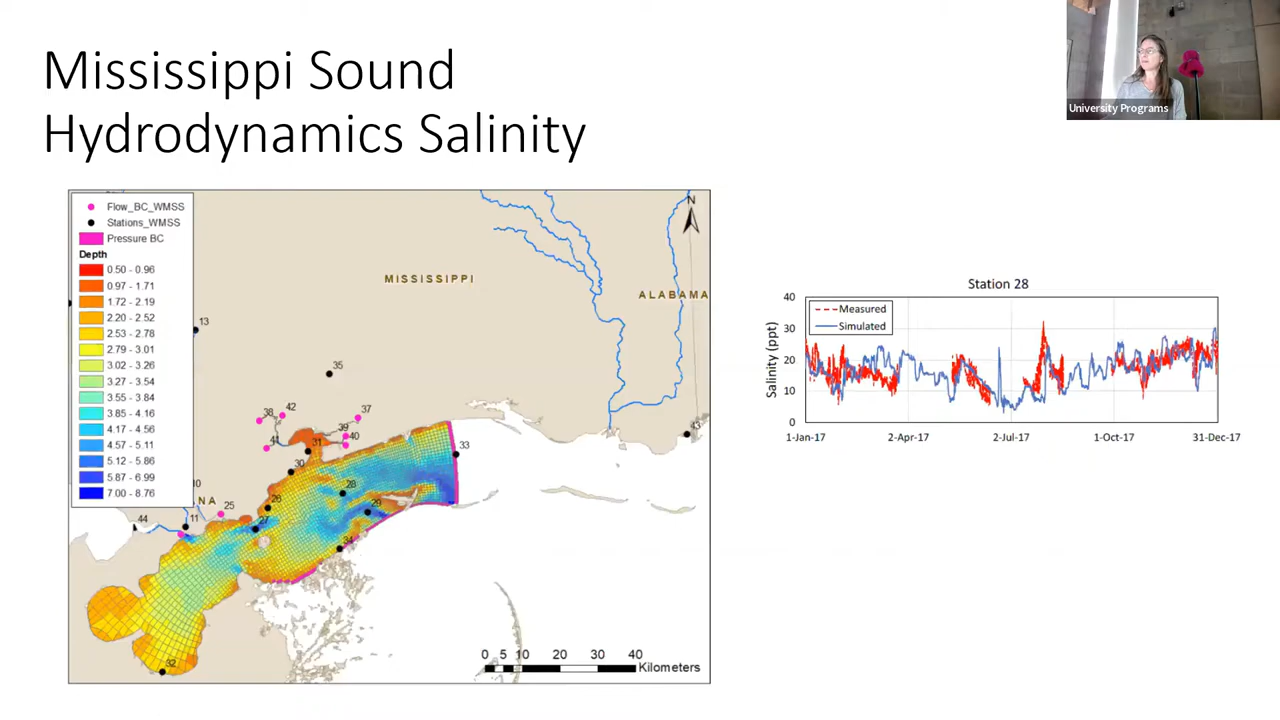 Mississippi Sound
Hydrodynamics Salinity
University Programs
Flow_BC_WMSS
Stations_WMSS
Pressure BC
Depth
0.50 - 0.96
0.97 - 1.71
1.72 - 2.19
2.20 - 2.52
2.53 - 2.78
2.79 - 3.01
3.02 - 3.26
3.27 - 3.54
3.55 - 3.84
3.85 - 4.16
4.17 - 4.56
4.57 - 5.11
5.12 - 5.86
5.87 - 6.99
7.00 - 8.76
N
MISSISSIPPI
ALABAMA
13
35
38
42
37
39
40
41
31
43
33
30
28
NA
25
26
29
11
27
44
34
32
0 5 10 20 30 40
Kilometers
Station 28
Measured
Simulated
Salinity (ppt)
40
30
20
10
0
1-Jan-17 2-Apr-17 2-Jul-17 1-Oct-17 31-Dec-17